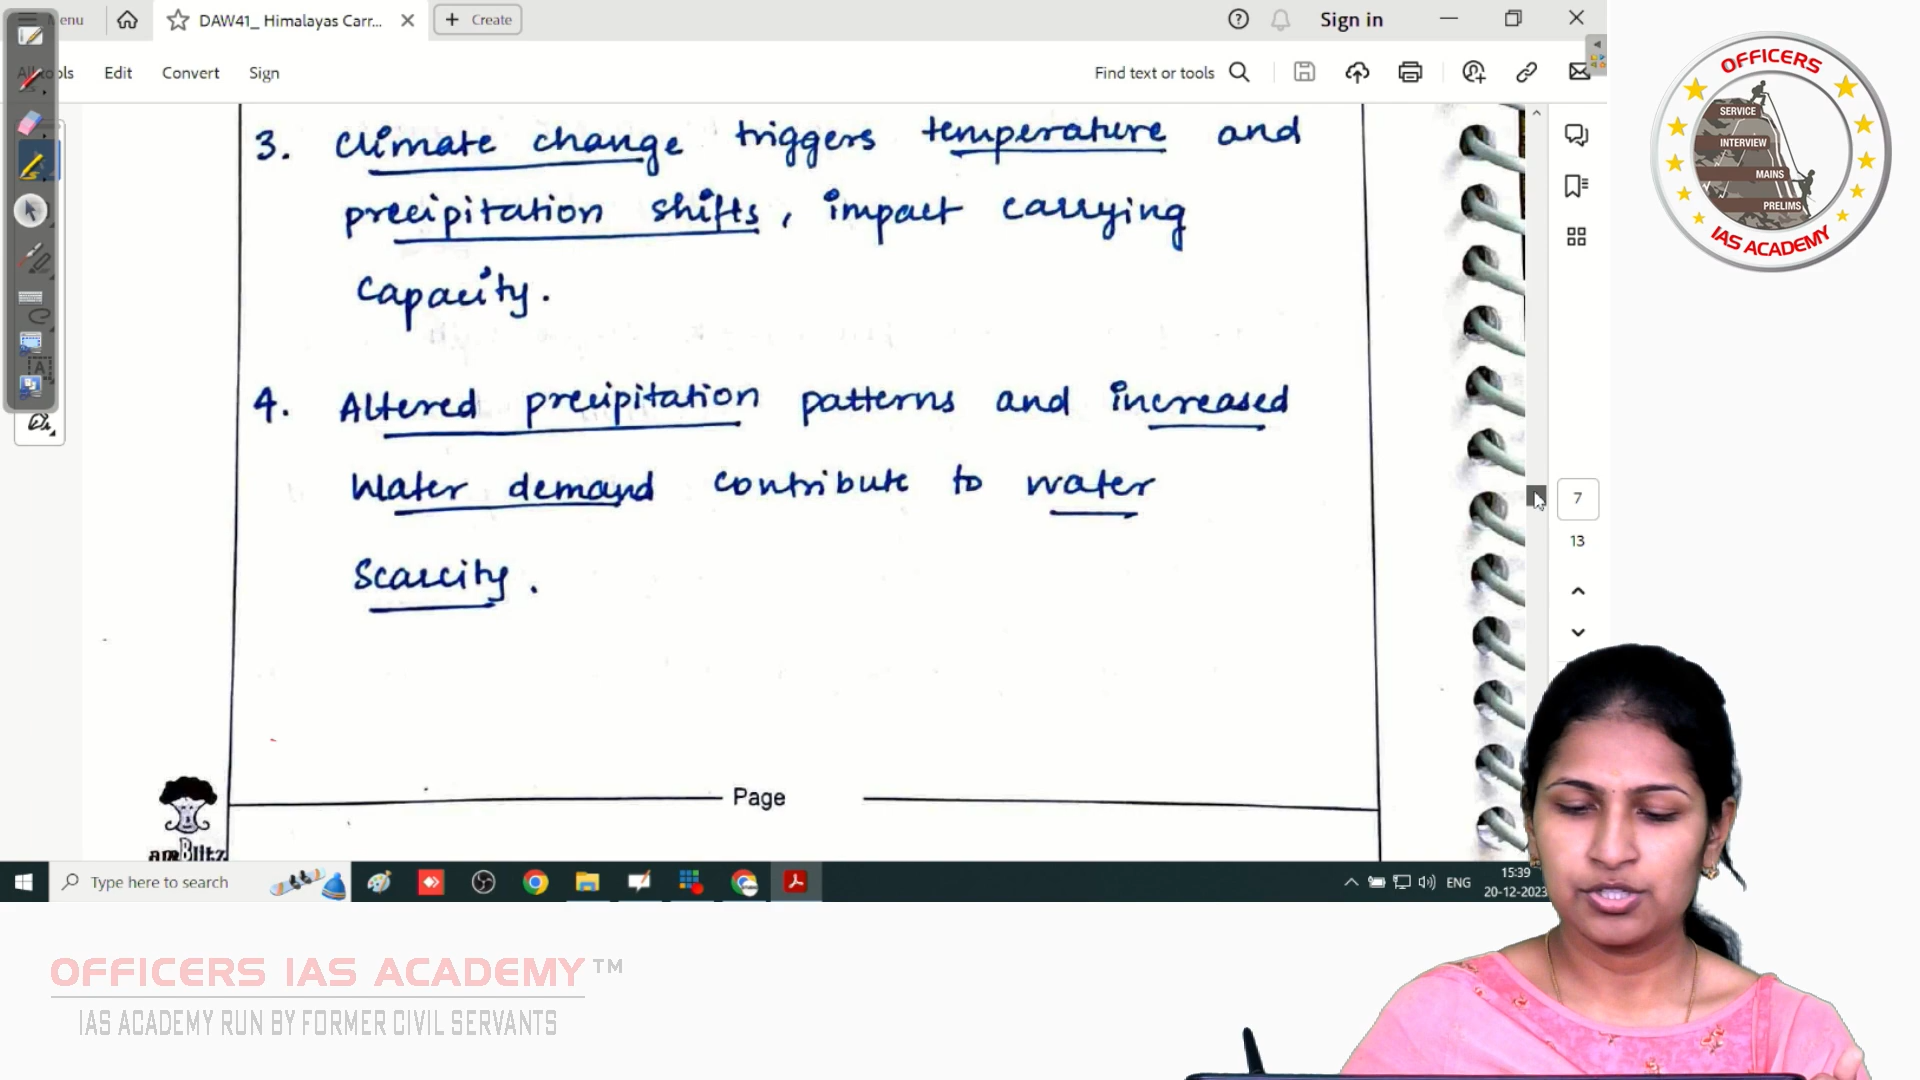 DAW41_ Himalayas Carr...
Create
Sign in
Edit
Convert
Sign
Find text or tools
3. Climate change triggers temperature and
precipitation shifts, impact carrying
capacity.
4. Altered precipitation patterns and increased
water demand contribute to water
Scarcity.
7
13
Page
amBlitz
Type here to search
ENG
15:39
20-12-2023
OFFICERS
SERVICE
INTERVIEW
MAINS
PRELIMS
IAS ACADEMY
OFFICERS IAS ACADEMY™
IAS ACADEMY RUN BY FORMER CIVIL SERVANTS